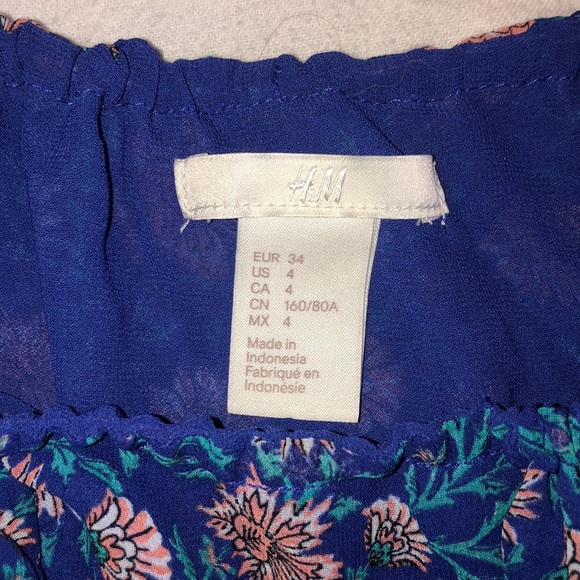 H&M
EUR 34
US 4
CA 4
CN 160/80A
MX 4
Made in
Indonesia
Fabriqué en
Indonésie